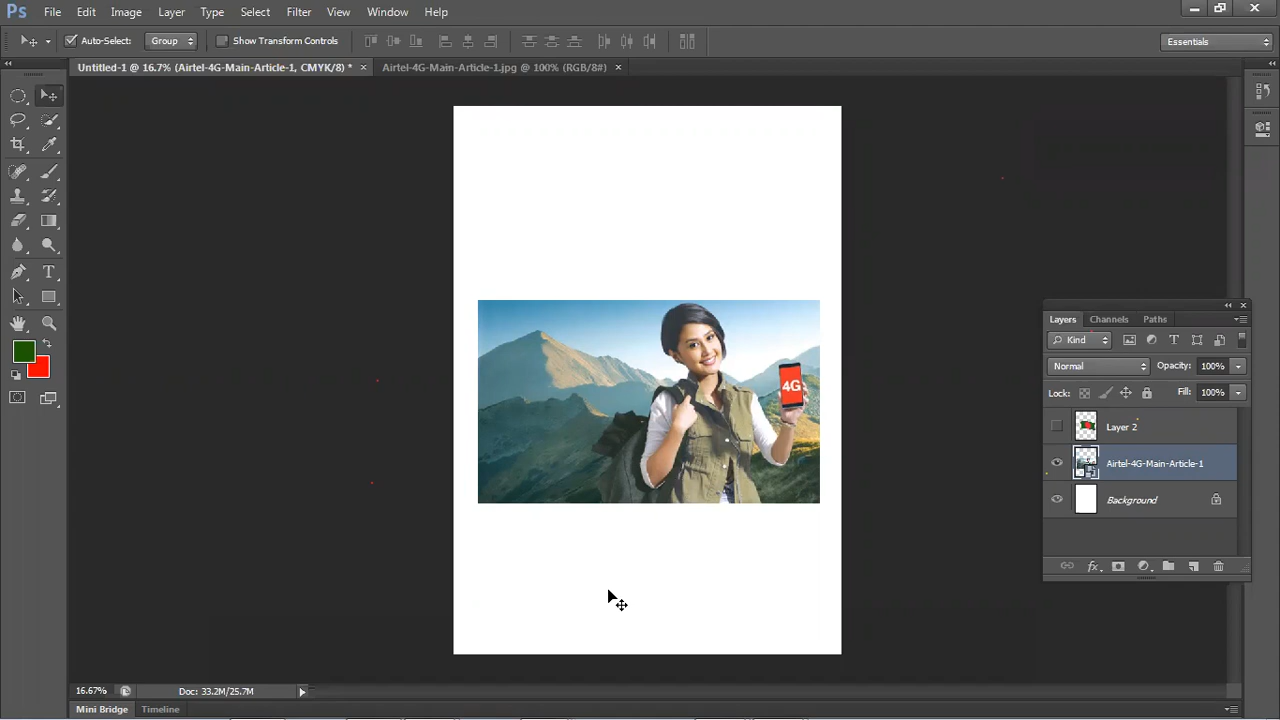 Ps File Edit Image Layer Type Select Filter View Window Help
Auto-Select: Group Show Transform Controls Essentials
Untitled-1 @ 16.7% (Airtel-4G-Main-Article-1, CMYK/8) * × Airtel-4G-Main-Article-1.jpg @ 100% (RGB/8#) ×
Layers Channels Paths
Kind
Normal Opacity: 100%
Lock: Fill: 100%
4G
Layer 2
Airtel-4G-Main-Article-1
Background
fx
16.67% Doc: 33.2M/25.7M
Mini Bridge Timeline